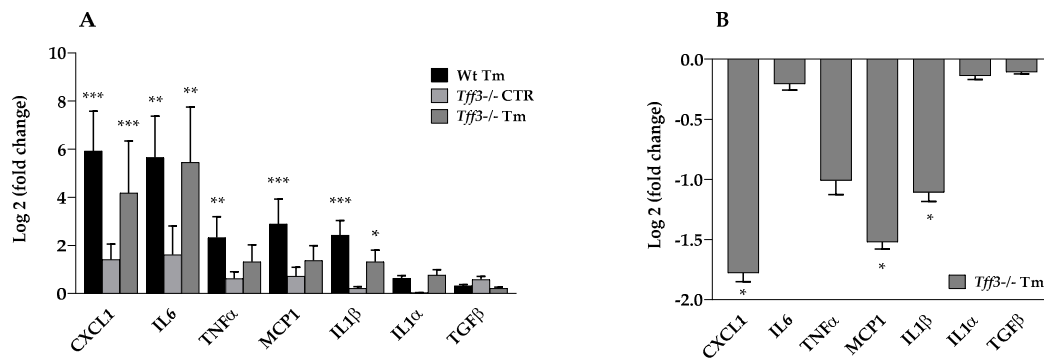 A
Log 2 (fold change)
10
8
6
4
2
0
*** *** ** ** ** *** *** *
Wt Tm
Tff3-/- CTR
Tff3-/- Tm
CXCL1 IL6 TNFα MCP1 IL1β IL1α TGFβ
B
Log 2 (fold change)
0.0
-0.5
-1.0
-1.5
-2.0
* * *
Tff3-/- Tm
CXCL1 IL6 TNFα MCP1 IL1β IL1α TGFβ